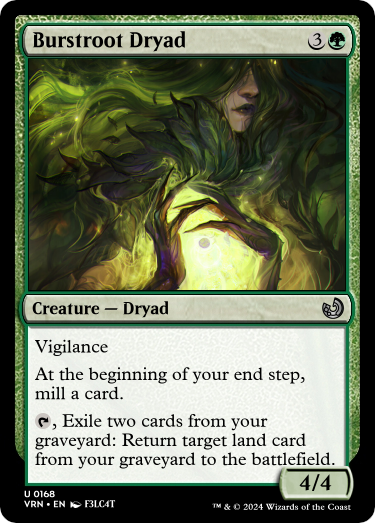 Burstroot Dryad 3
Creature — Dryad
Vigilance
At the beginning of your end step,
mill a card.
, Exile two cards from your
graveyard: Return target land card
from your graveyard to the battlefield.
4/4
U 0168
VRN • EN F3LC4T
™ & © 2024 Wizards of the Coast